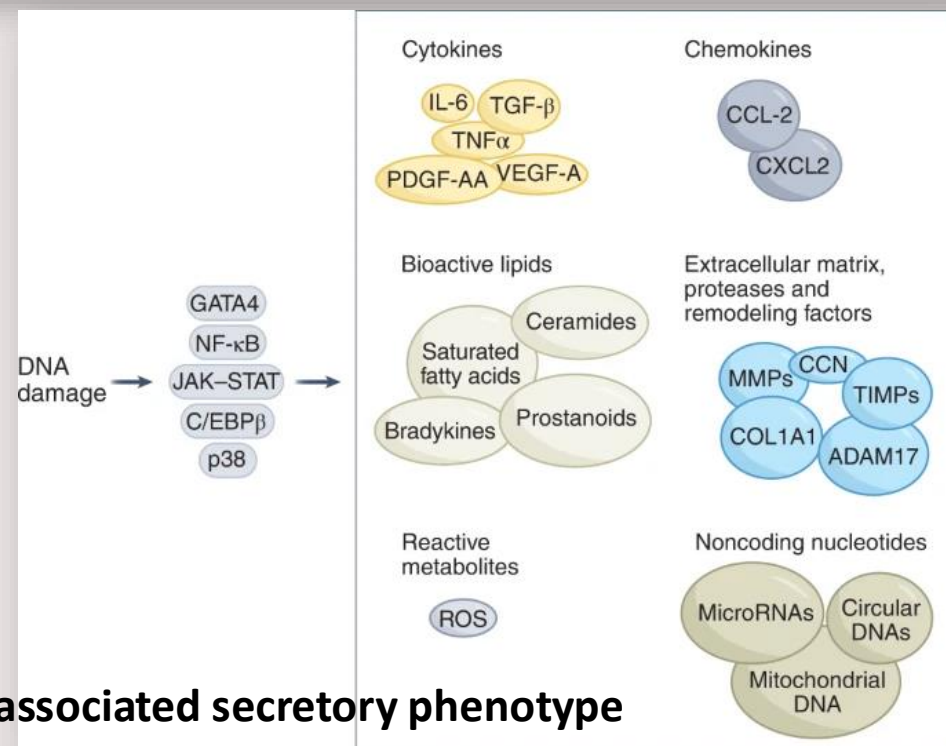 DNA
damage
GATA4
NF-κB
JAK–STAT
C/EBPβ
p38
Cytokines
IL-6
TGF-β
TNFα
PDGF-AA
VEGF-A
Chemokines
CCL-2
CXCL2
Bioactive lipids
Ceramides
Saturated
fatty acids
Bradykines
Prostanoids
Extracellular matrix,
proteases and
remodeling factors
MMPs
CCN
TIMPs
COL1A1
ADAM17
Reactive
metabolites
ROS
Noncoding nucleotides
MicroRNAs
Circular
DNAs
Mitochondrial
DNA
associated secretory phenotype